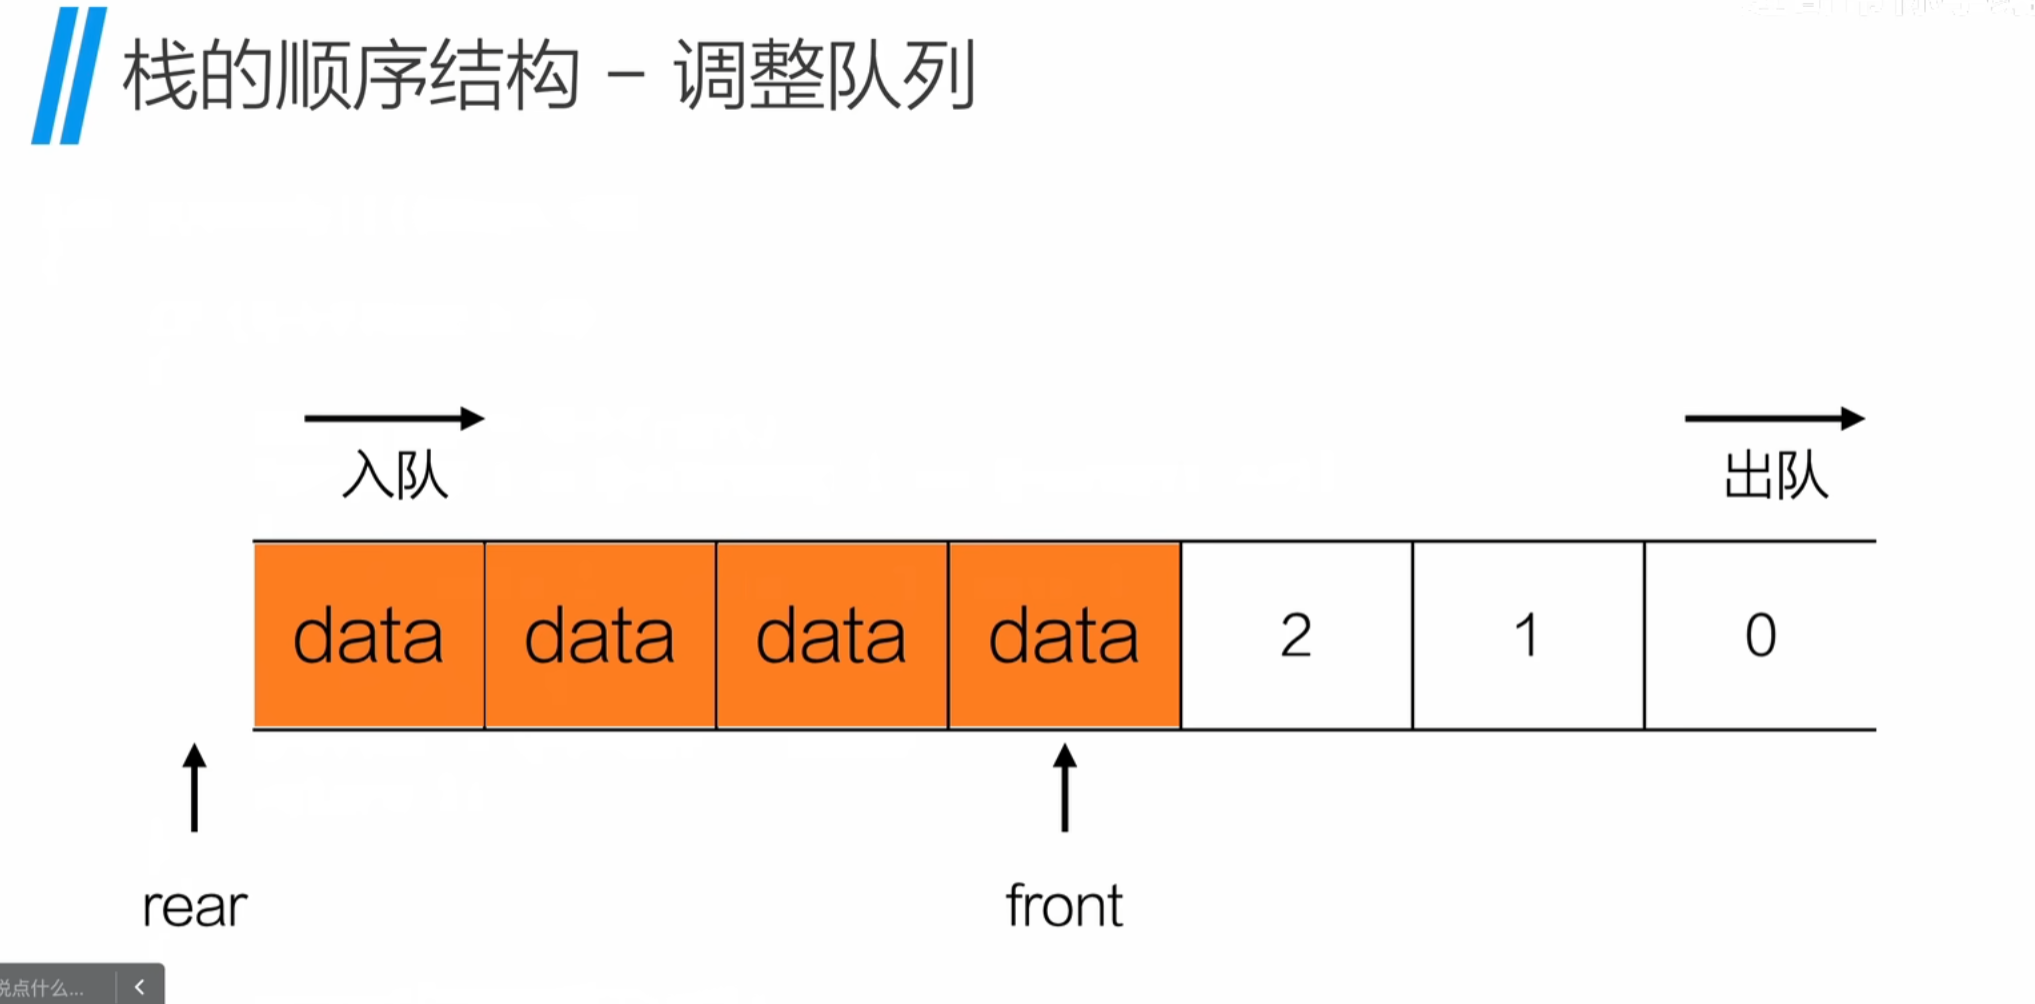 栈的顺序结构 - 调整队列
入队
出队
data data data data 2 1 0
rear
front
说点什么...